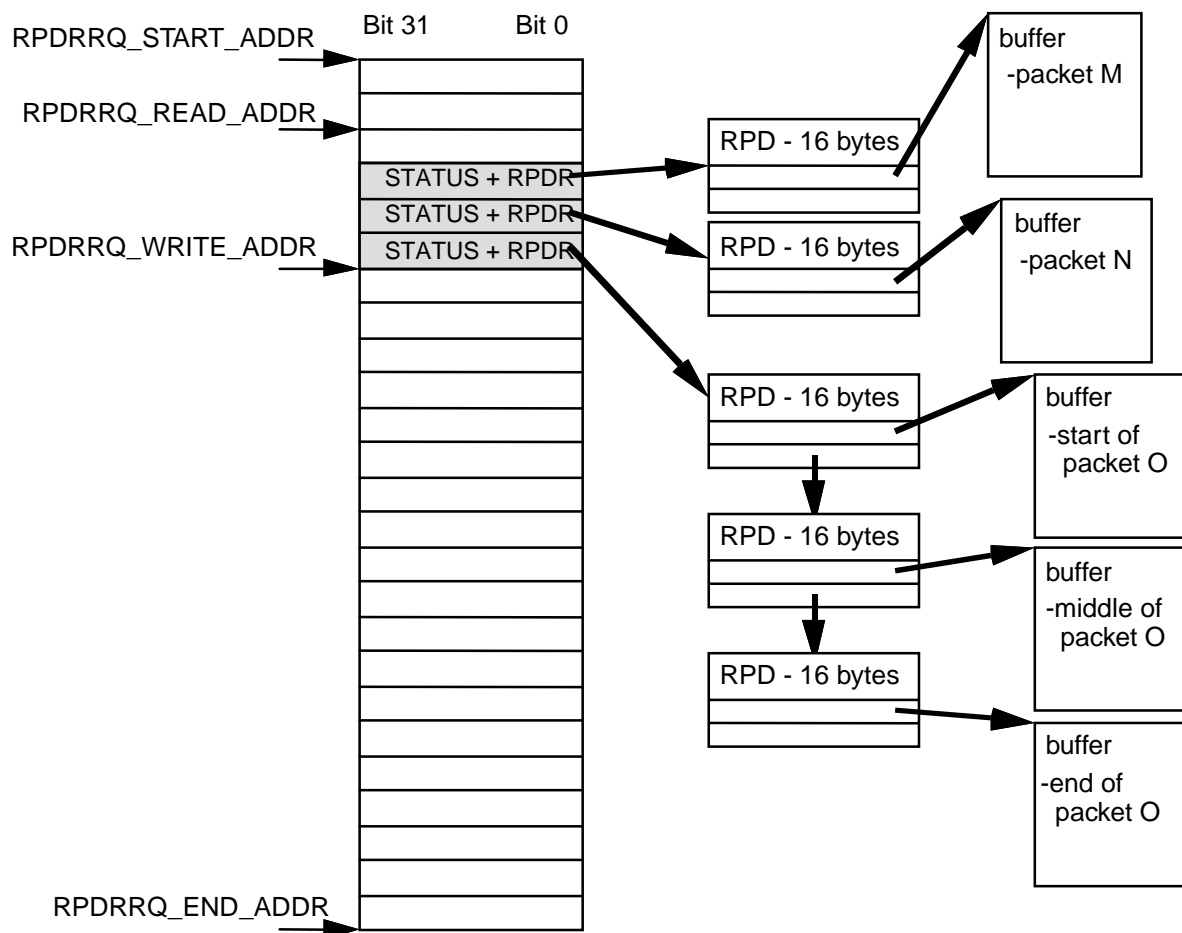 Bit 31 Bit 0
RPDRRQ_START_ADDR
RPDRRQ_READ_ADDR
STATUS + RPDR
STATUS + RPDR
STATUS + RPDR
RPDRRQ_WRITE_ADDR
RPDRRQ_END_ADDR
RPD - 16 bytes
buffer
-packet M
RPD - 16 bytes
buffer
-packet N
RPD - 16 bytes
buffer
-start of
packet O
RPD - 16 bytes
buffer
-middle of
packet O
RPD - 16 bytes
buffer
-end of
packet O